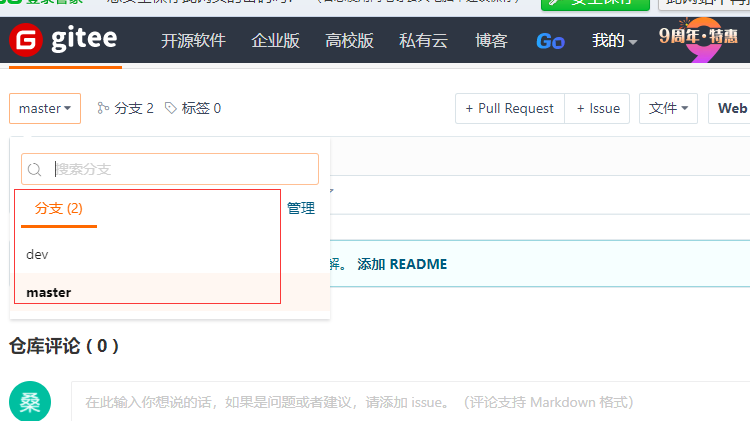 gitee 开源软件 企业版 高校版 私有云 博客 Go 我的 9周年·特惠
master 分支 2 标签 0 + Pull Request + Issue 文件 Web
搜索分支
分支 (2) 管理
dev
解。 添加 README
master
仓库评论 ( 0 )
桑 在此输入你想说的话，如果是问题或者建议，请添加 issue。（评论支持 Markdown 格式）